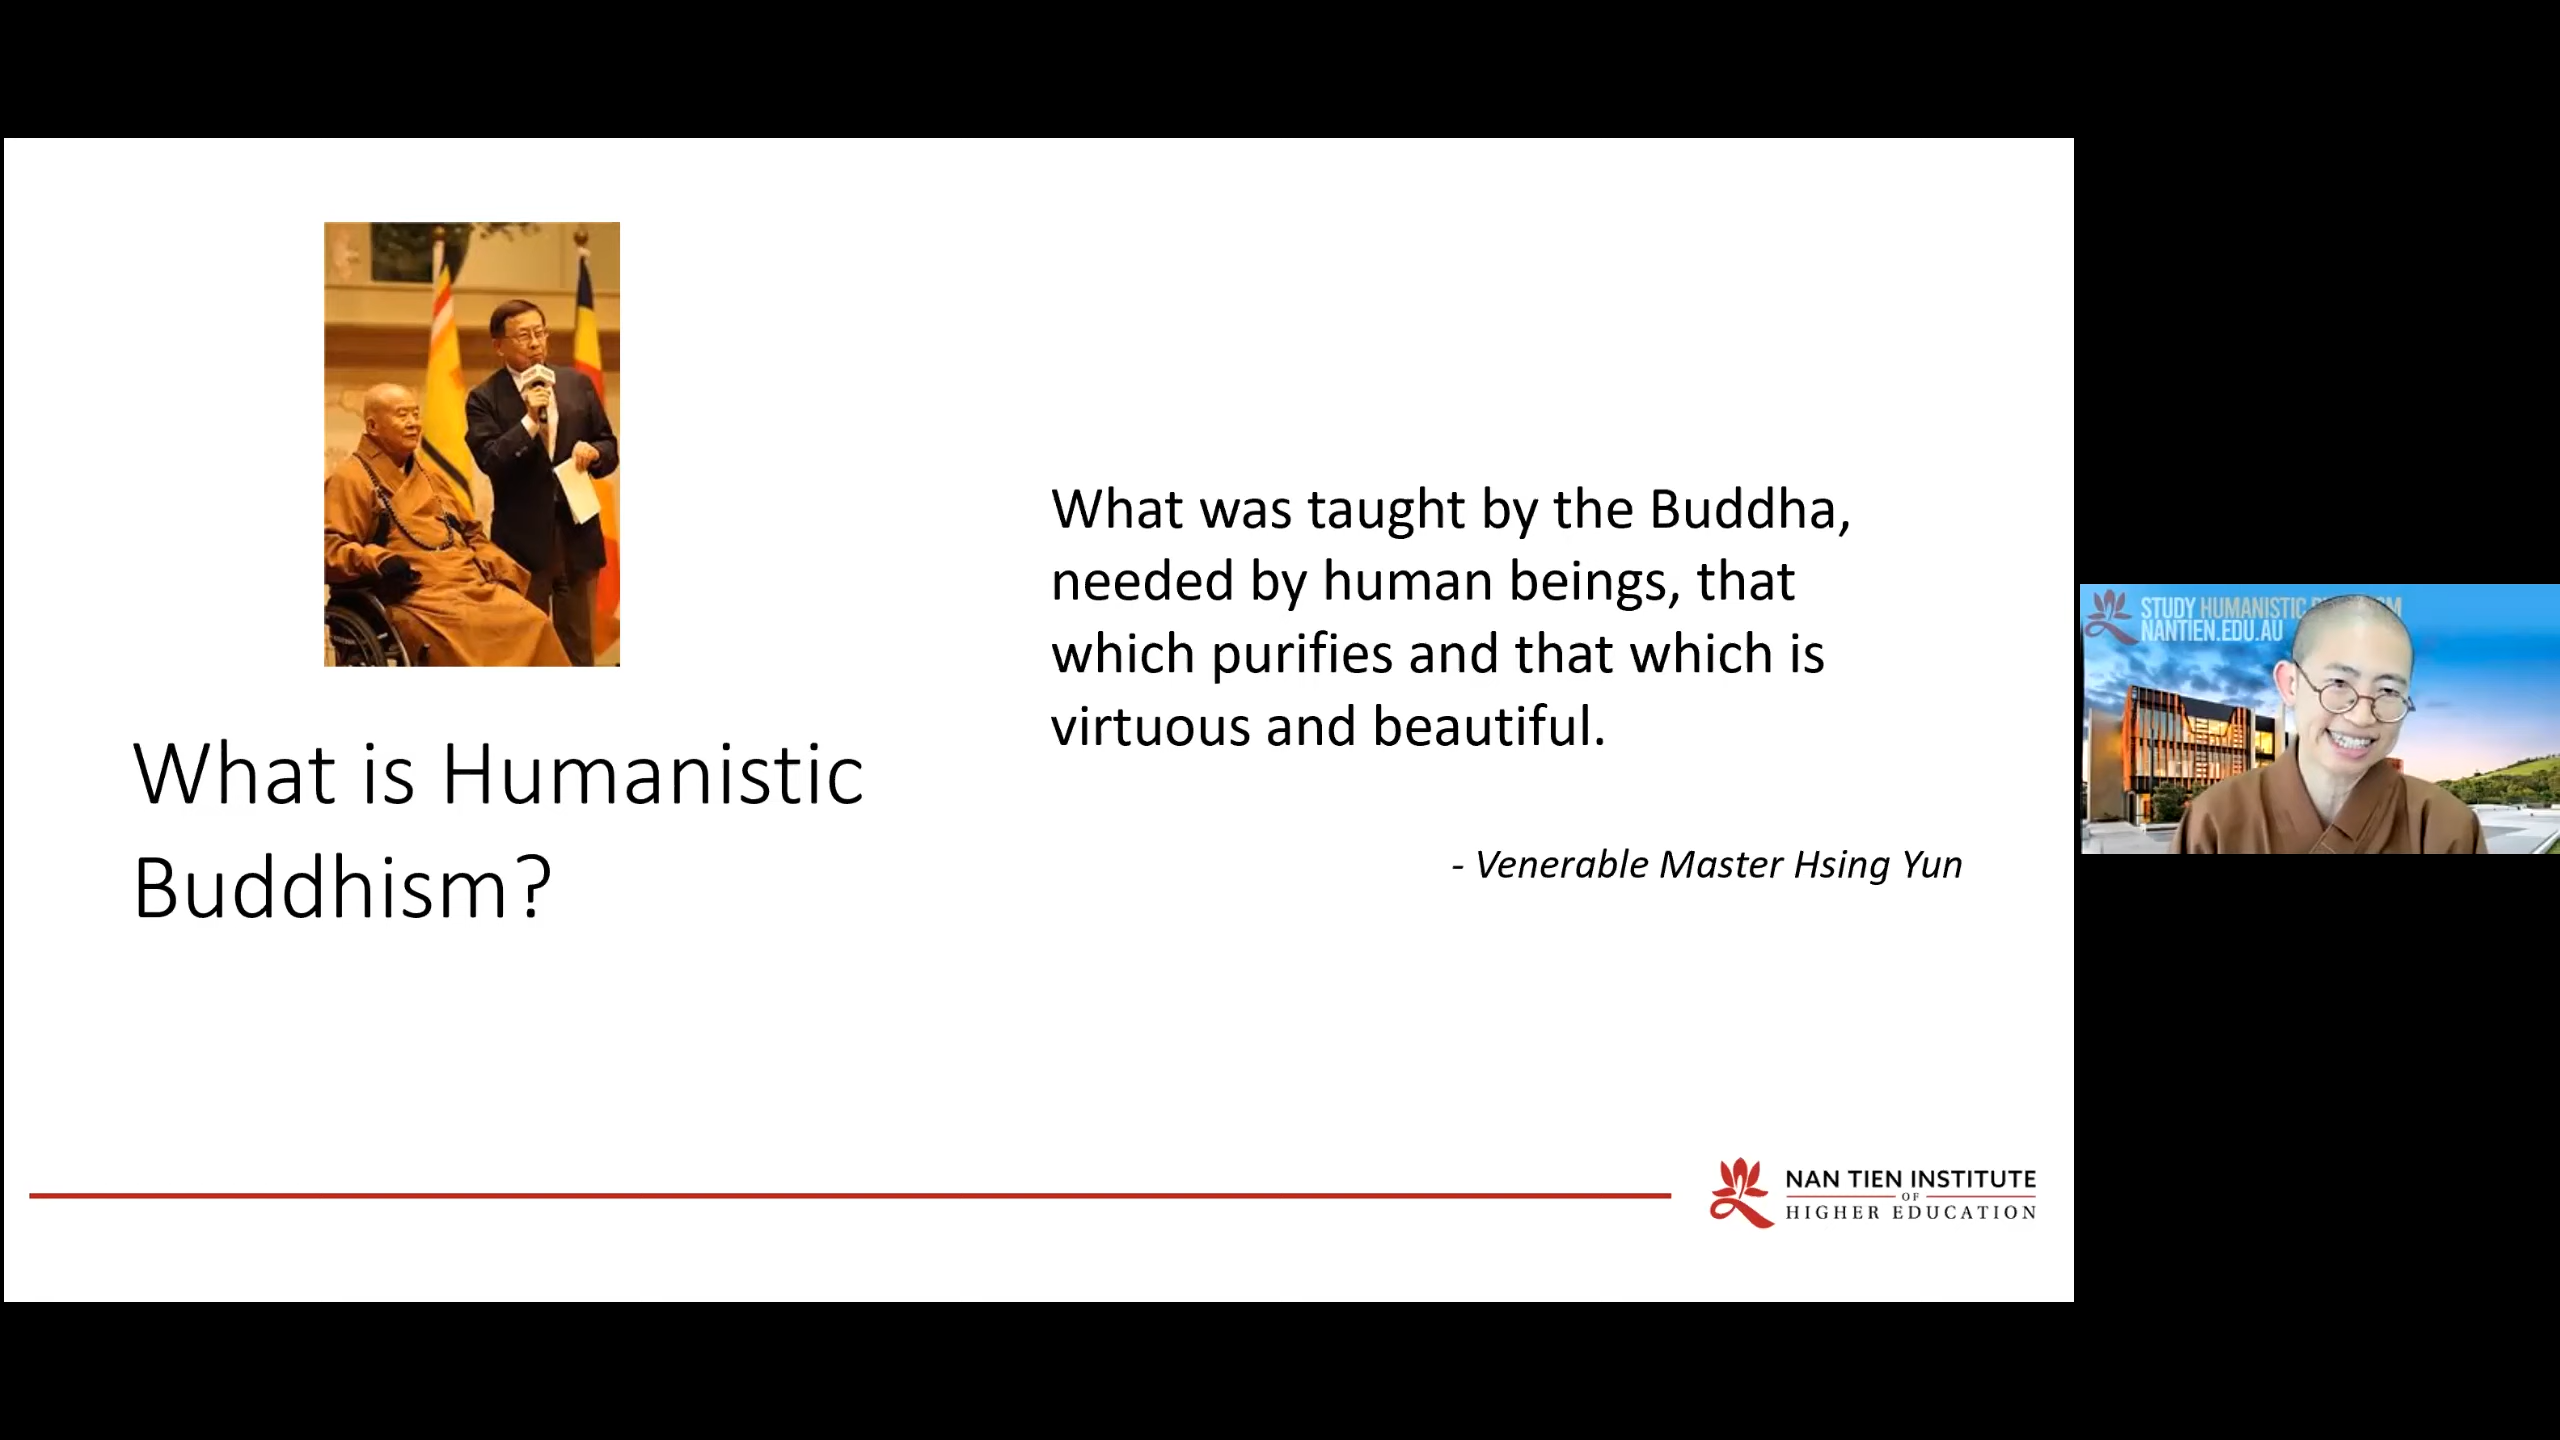 What is Humanistic
Buddhism?
What was taught by the Buddha,
needed by human beings, that
which purifies and that which is
virtuous and beautiful.
- Venerable Master Hsing Yun
NAN TIEN INSTITUTE
OF
HIGHER EDUCATION
STUDY HUMANISTIC
NANTIEN.EDU.AU